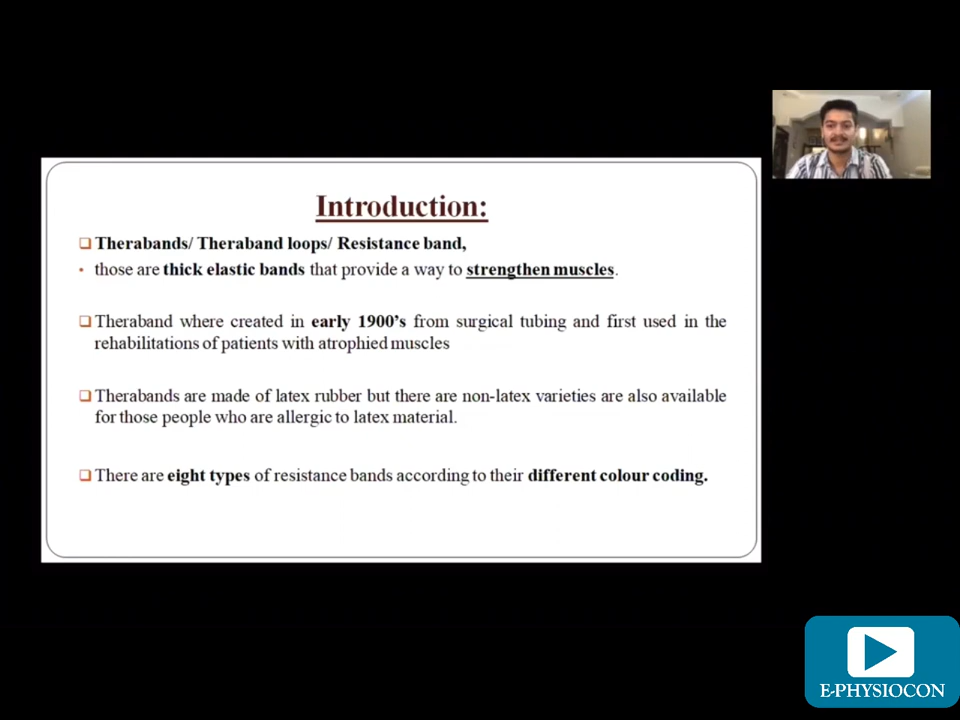 Introduction:
Therabands/ Theraband loops/ Resistance band,
• those are thick elastic bands that provide a way to strengthen muscles.
Theraband where created in early 1900's from surgical tubing and first used in the
rehabilitations of patients with atrophied muscles
Therabands are made of latex rubber but there are non-latex varieties are also available
for those people who are allergic to latex material.
There are eight types of resistance bands according to their different colour coding.
E-PHYSIOCON